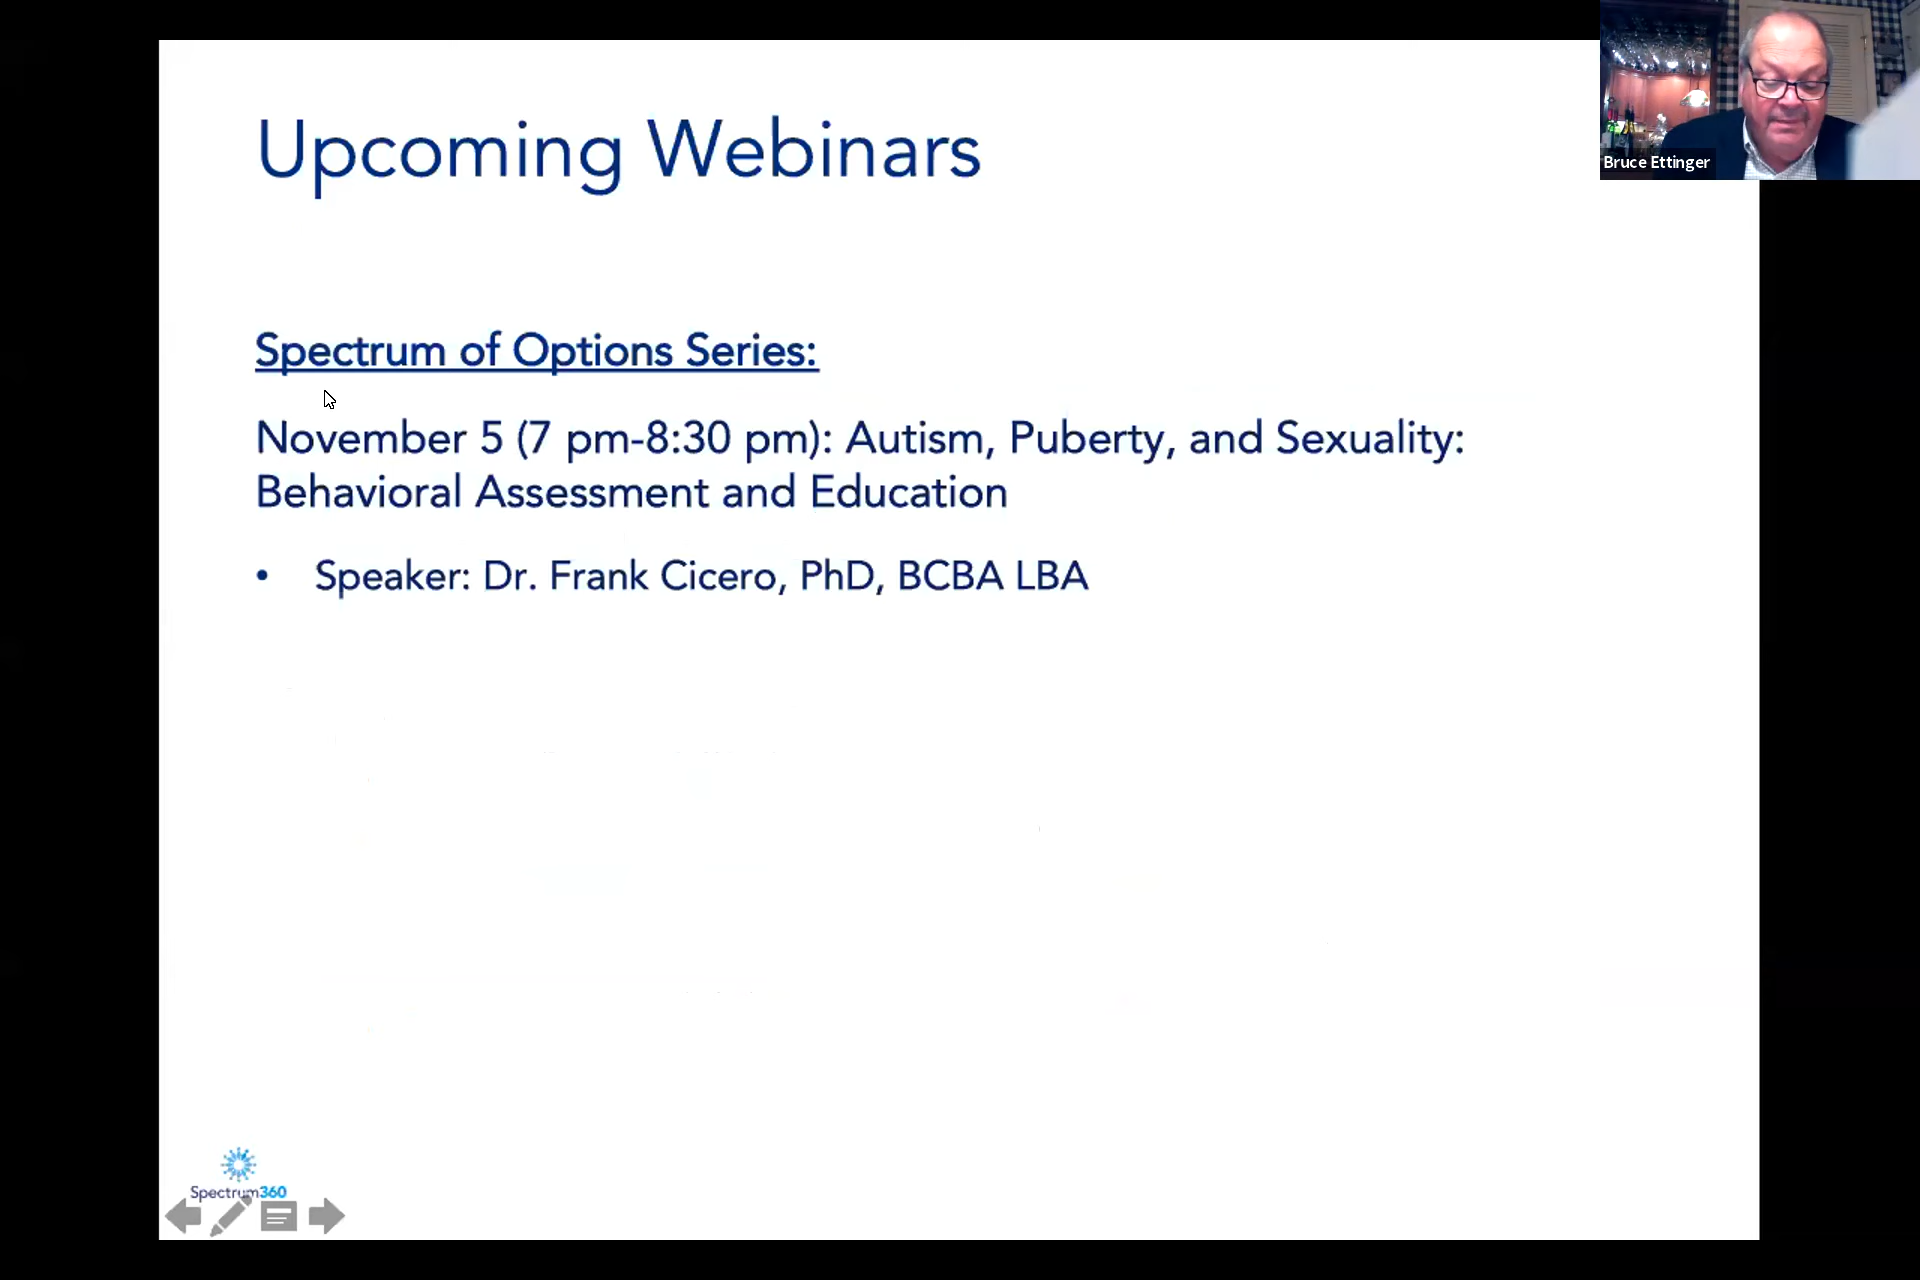 Upcoming Webinars
Bruce Ettinger
Spectrum of Options Series:
November 5 (7 pm-8:30 pm): Autism, Puberty, and Sexuality:
Behavioral Assessment and Education
• Speaker: Dr. Frank Cicero, PhD, BCBA LBA
Spectrum360